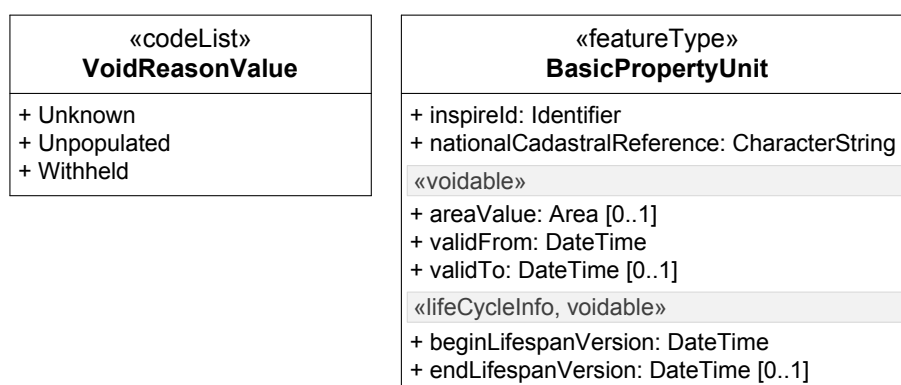 «codeList»
VoidReasonValue
+ Unknown
+ Unpopulated
+ Withheld
«featureType»
BasicPropertyUnit
+ inspireId: Identifier
+ nationalCadastralReference: CharacterString
«voidable»
+ areaValue: Area [0..1]
+ validFrom: DateTime
+ validTo: DateTime [0..1]
«lifeCycleInfo, voidable»
+ beginLifespanVersion: DateTime
+ endLifespanVersion: DateTime [0..1]